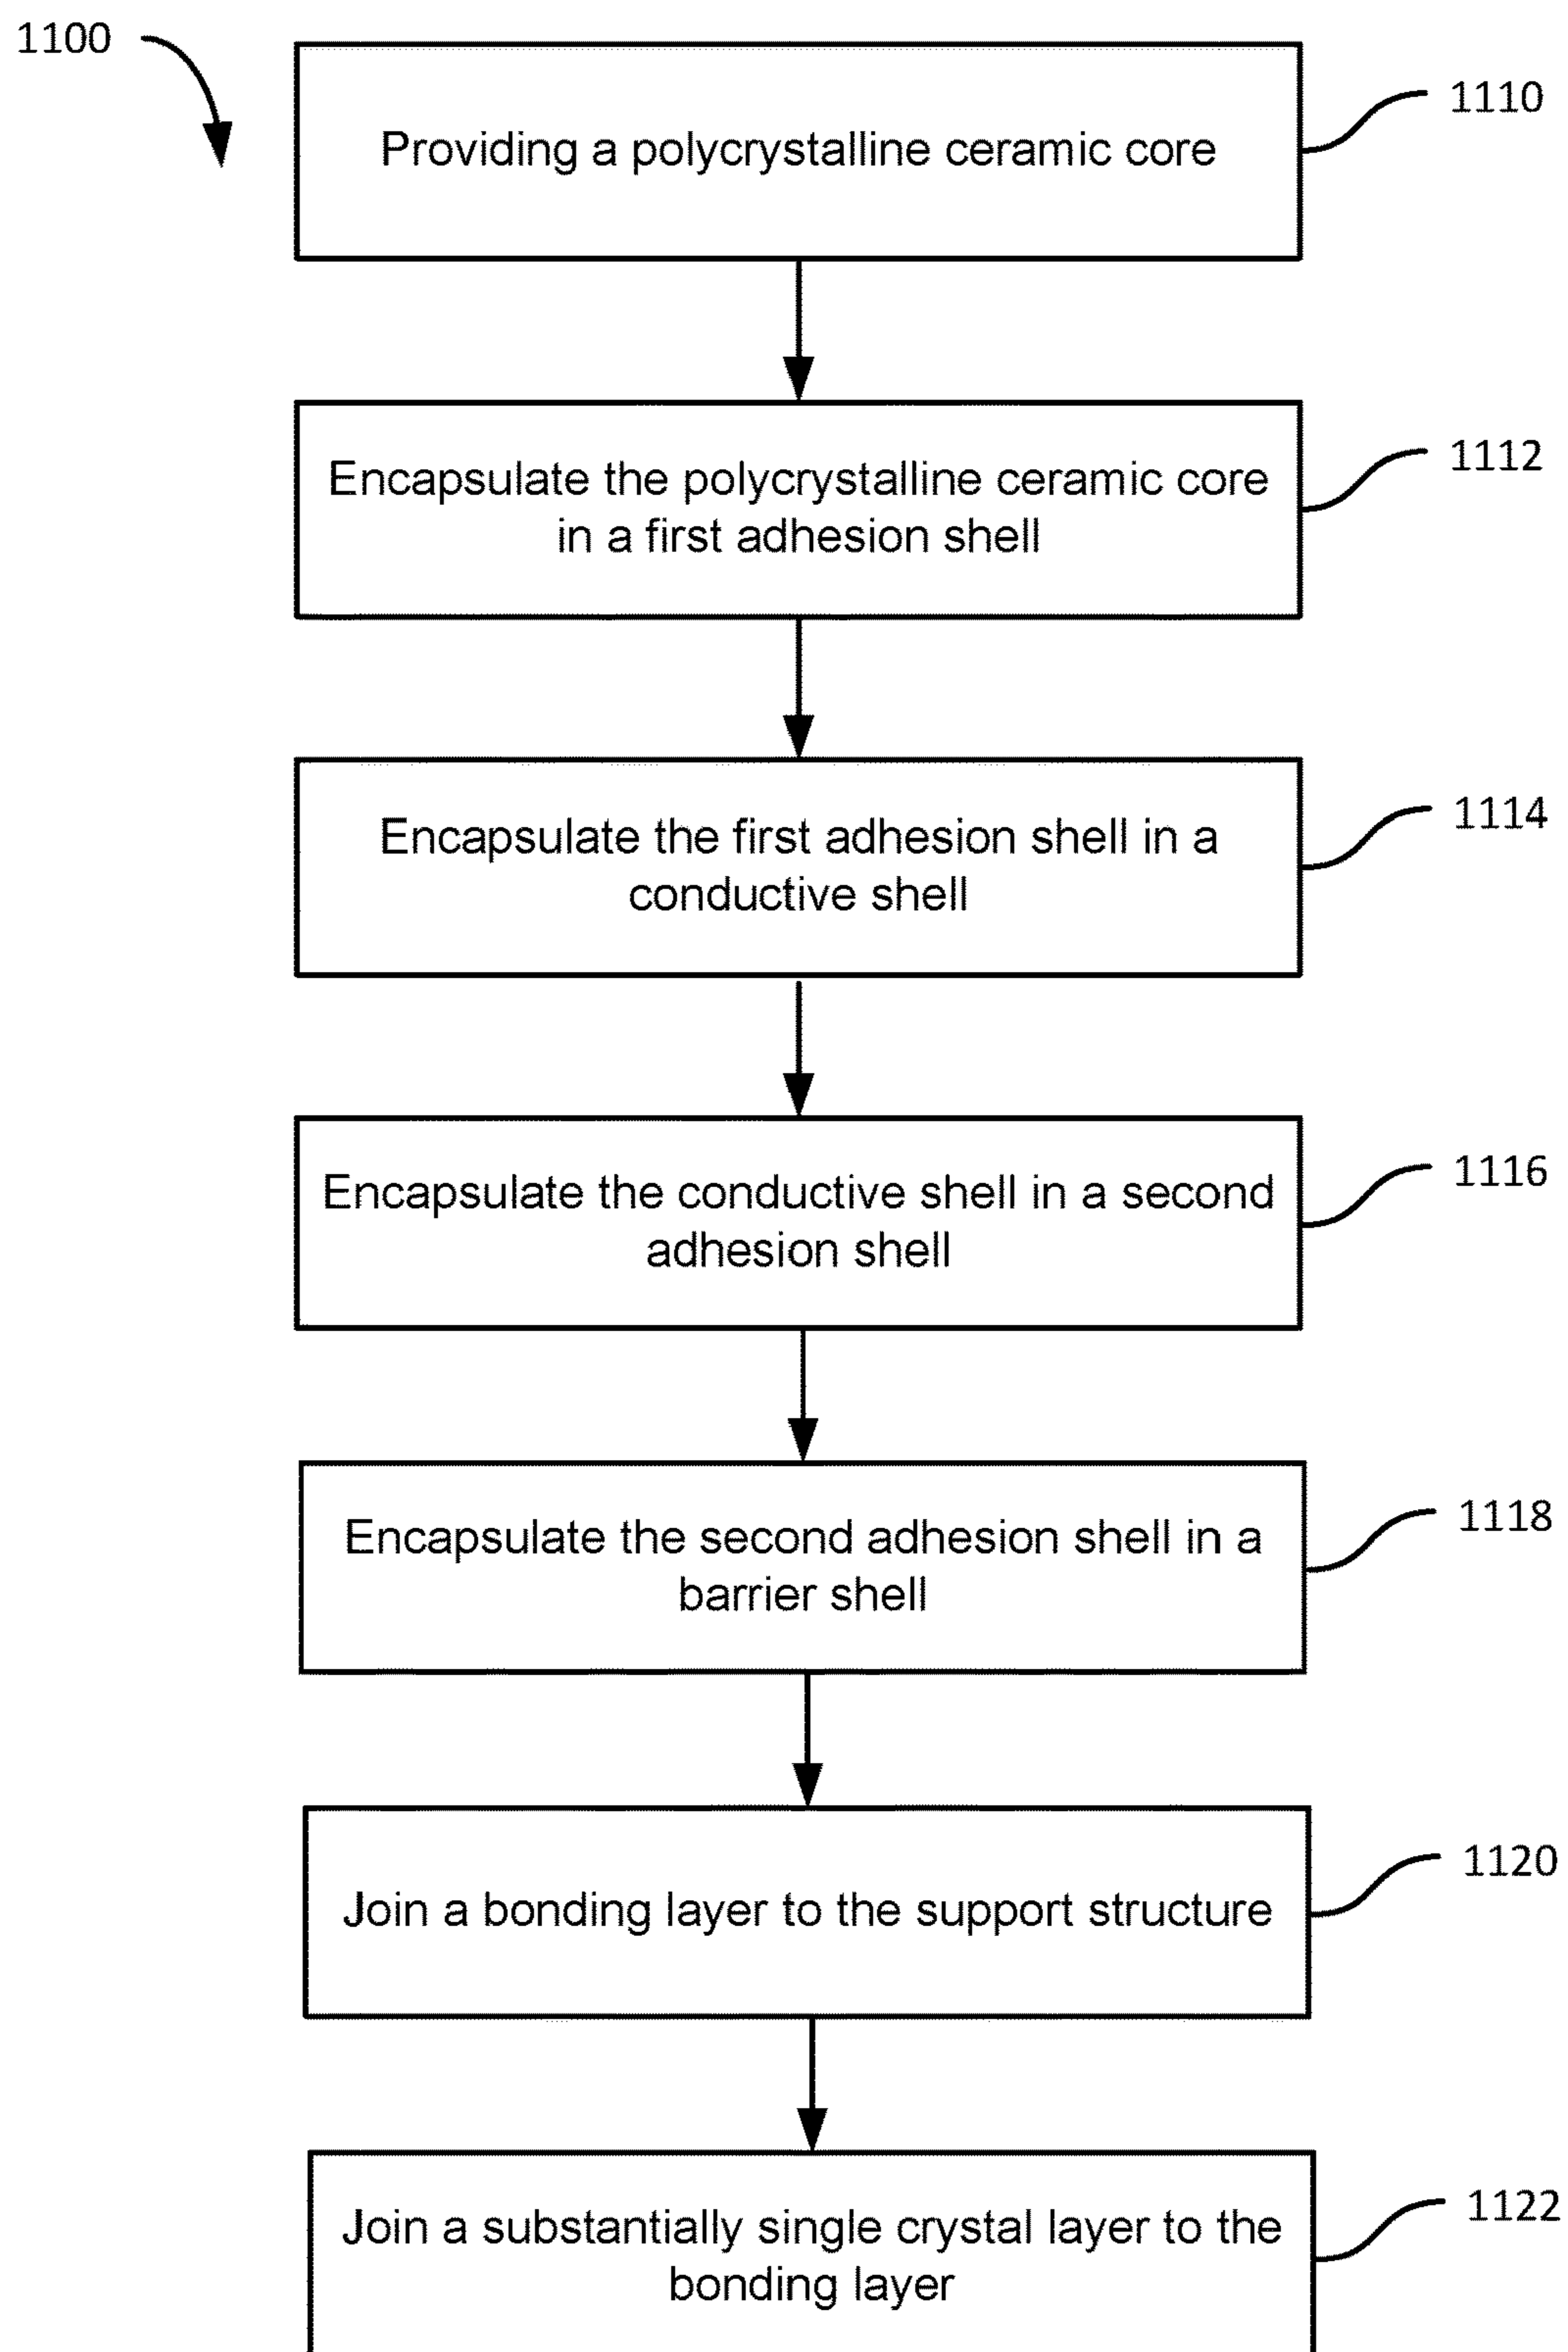 1100
Providing a polycrystalline ceramic core
1110
Encapsulate the polycrystalline ceramic core
in a first adhesion shell
1112
Encapsulate the first adhesion shell in a
conductive shell
1114
Encapsulate the conductive shell in a second
adhesion shell
1116
Encapsulate the second adhesion shell in a
barrier shell
1118
Join a bonding layer to the support structure
1120
Join a substantially single crystal layer to the
bonding layer
1122